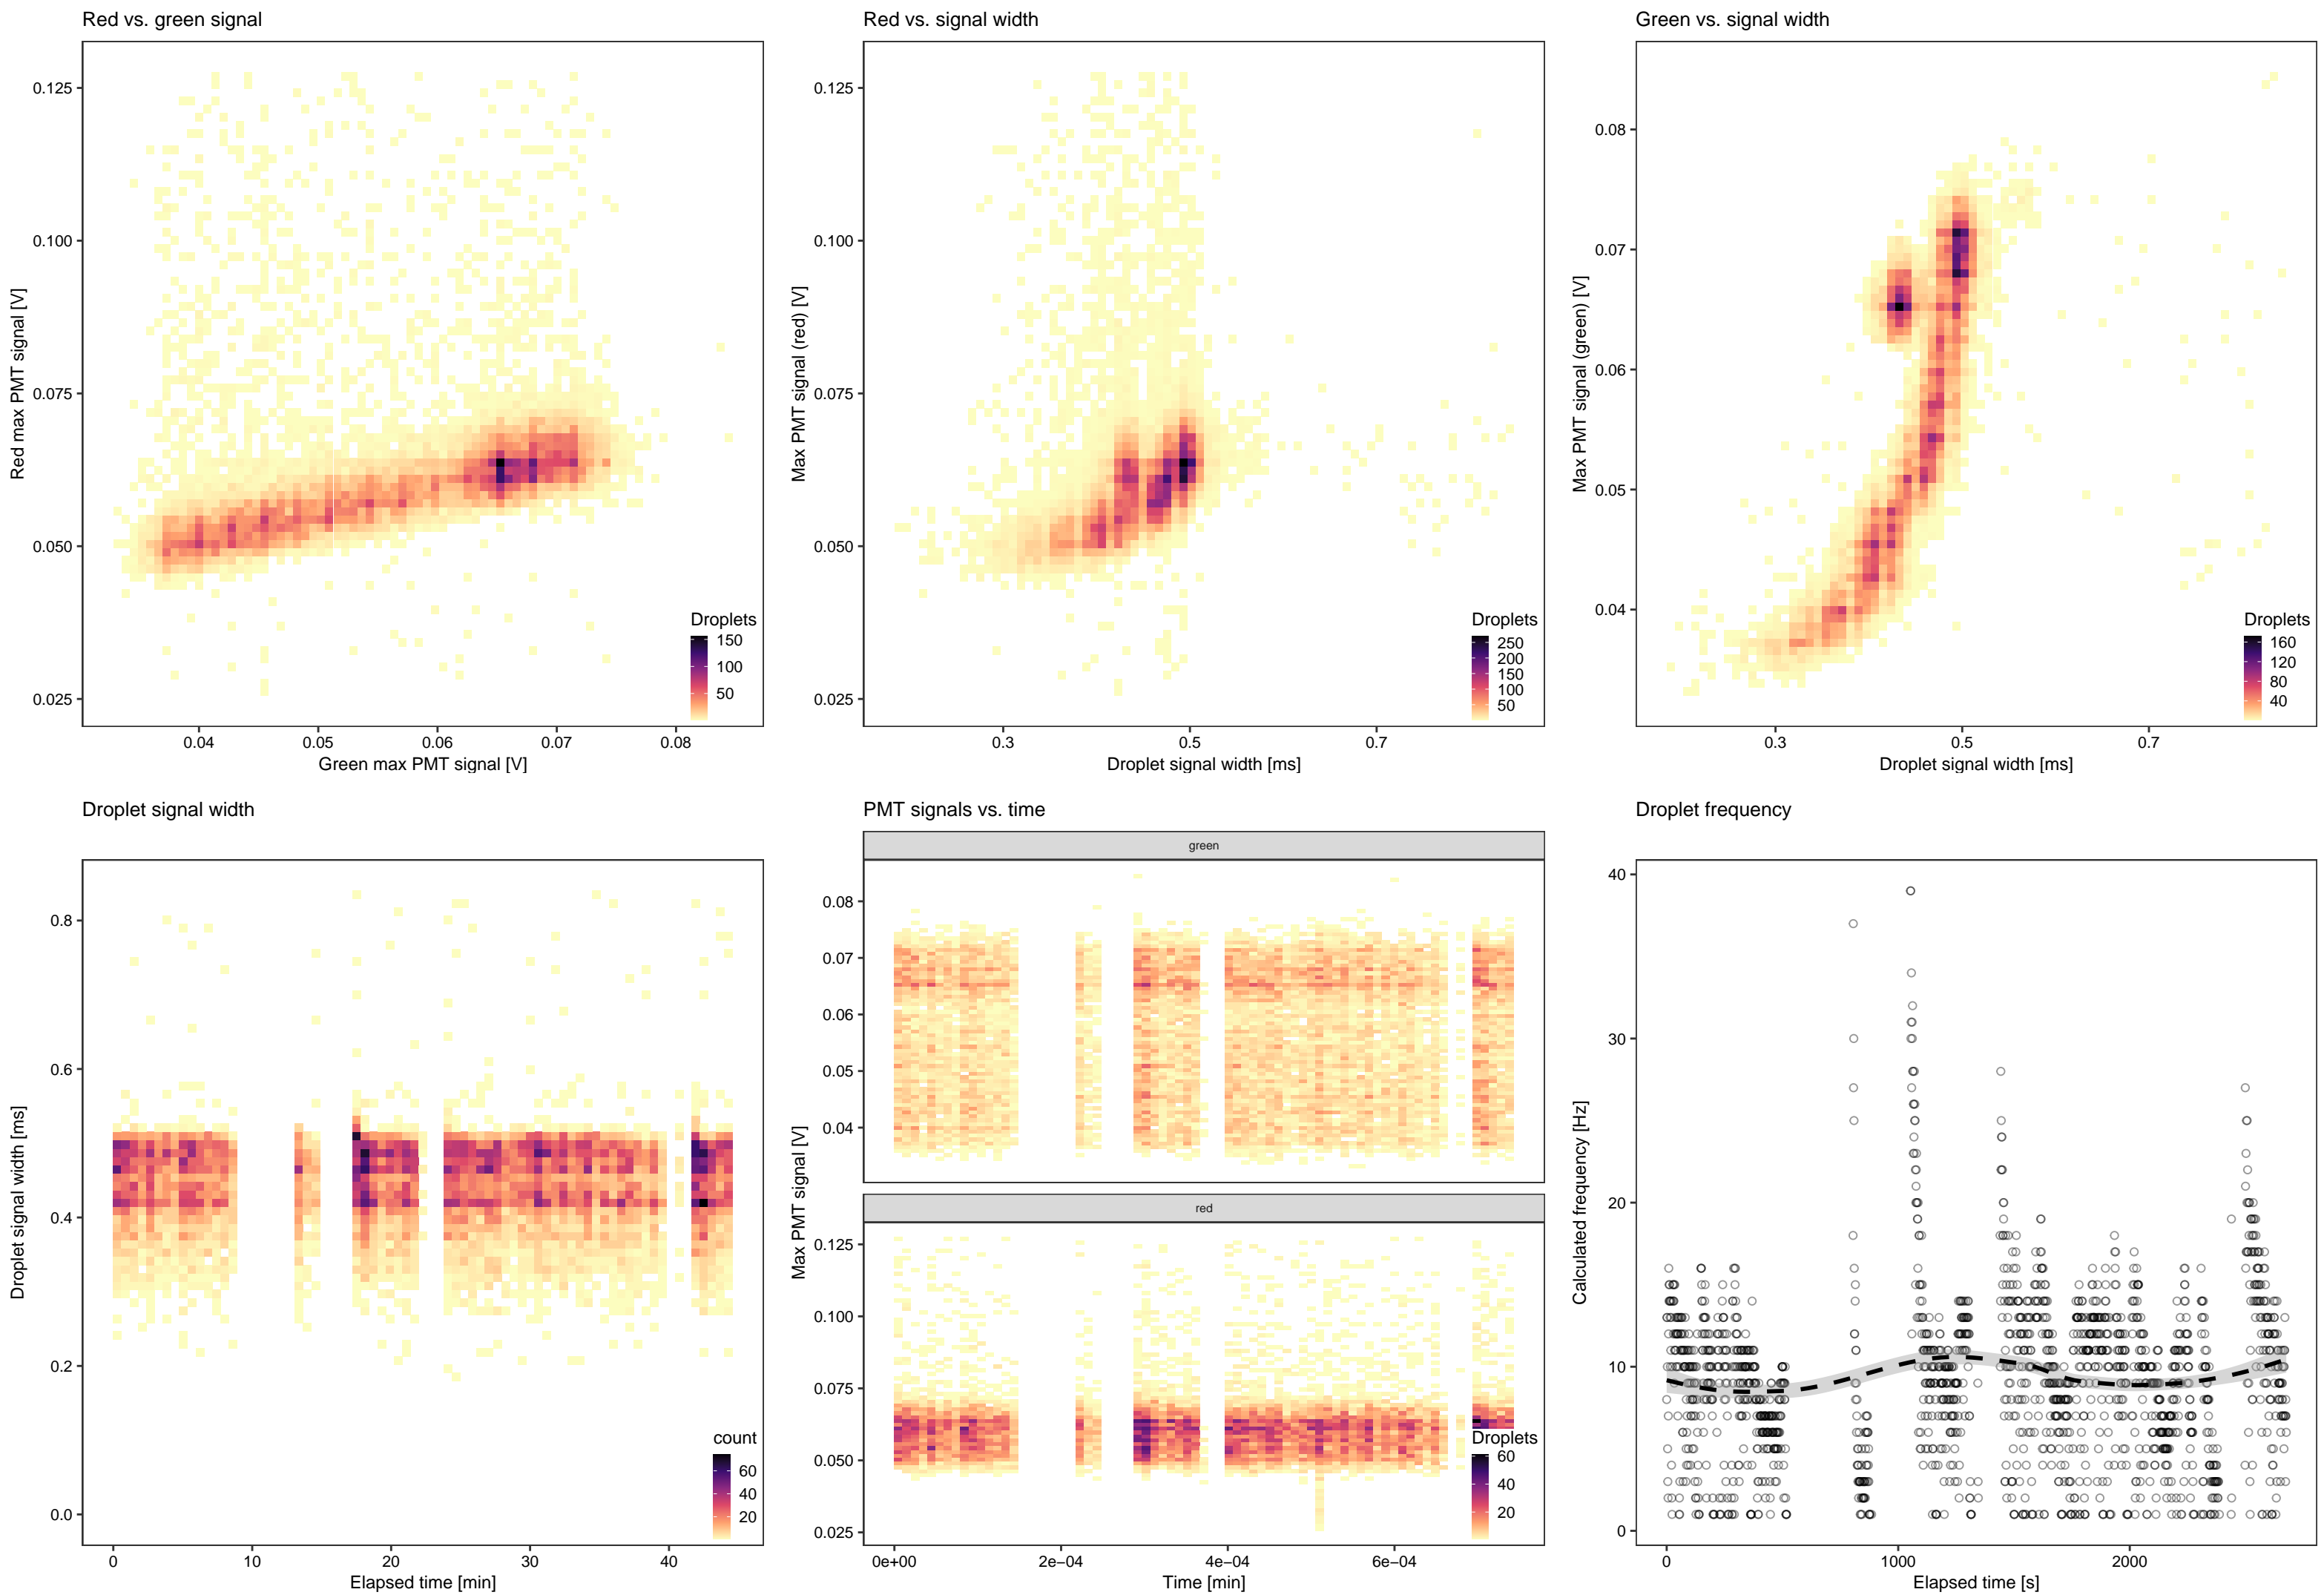 Red vs. green signal
Red max PMT signal [V]
0.125
0.100
0.075
0.050
0.025
0.04 0.05 0.06 0.07 0.08
Green max PMT signal [V]
Droplets
150
100
50
Red vs. signal width
Max PMT signal (red) [V]
0.125
0.100
0.075
0.050
0.025
0.3 0.5 0.7
Droplet signal width [ms]
Droplets
250
200
150
100
50
Green vs. signal width
Max PMT signal (green) [V]
0.08
0.07
0.06
0.05
0.04
0.3 0.5 0.7
Droplet signal width [ms]
Droplets
160
120
80
40
Droplet signal width
Droplet signal width [ms]
0.8
0.6
0.4
0.2
0.0
0 10 20 30 40
Elapsed time [min]
count
60
40
20
PMT signals vs. time
Max PMT signal [V]
green
0.08
0.07
0.06
0.05
0.04
red
0.125
0.100
0.075
0.050
0.025
0e+00 2e−04 4e−04 6e−04
Time [min]
Droplets
60
40
20
Droplet frequency
Calculated frequency [Hz]
40
30
20
10
0
0 1000 2000
Elapsed time [s]